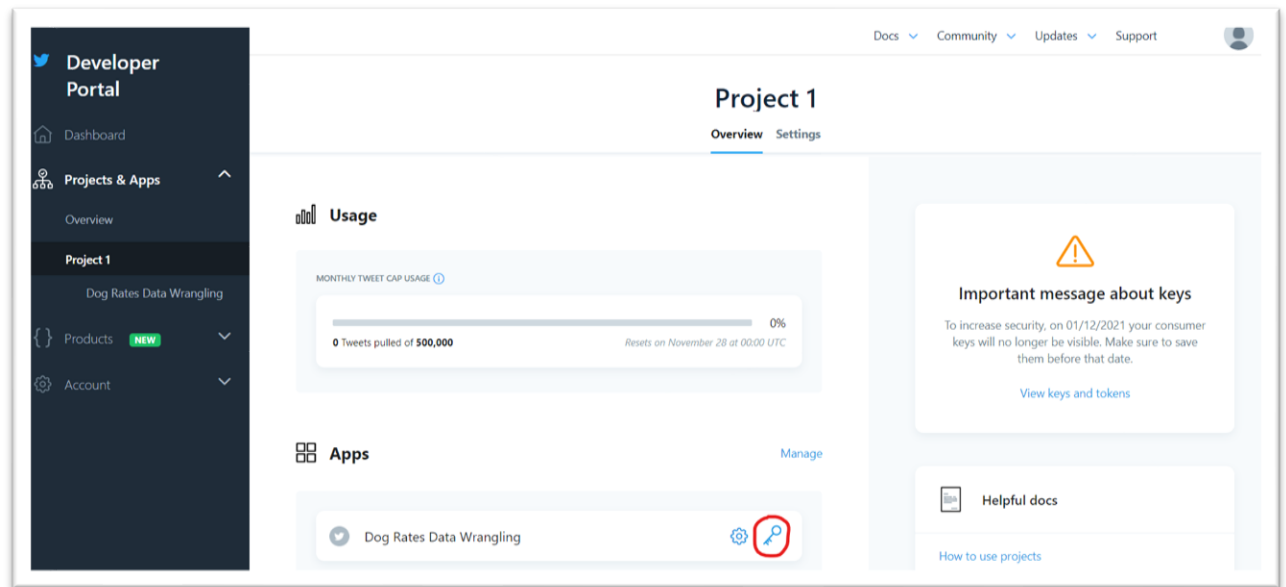 Docs
Community
Updates
Support
Developer
Portal
Dashboard
Projects & Apps
Overview
Project 1
Dog Rates Data Wrangling
Products NEW
Account
Project 1
Overview Settings
Usage
MONTHLY TWEET CAP USAGE
0%
0 Tweets pulled of 500,000
Resets on November 28 at 00:00 UTC
Apps
Manage
Dog Rates Data Wrangling
Important message about keys
To increase security, on 01/12/2021 your consumer
keys will no longer be visible. Make sure to save
them before that date.
View keys and tokens
Helpful docs
How to use projects